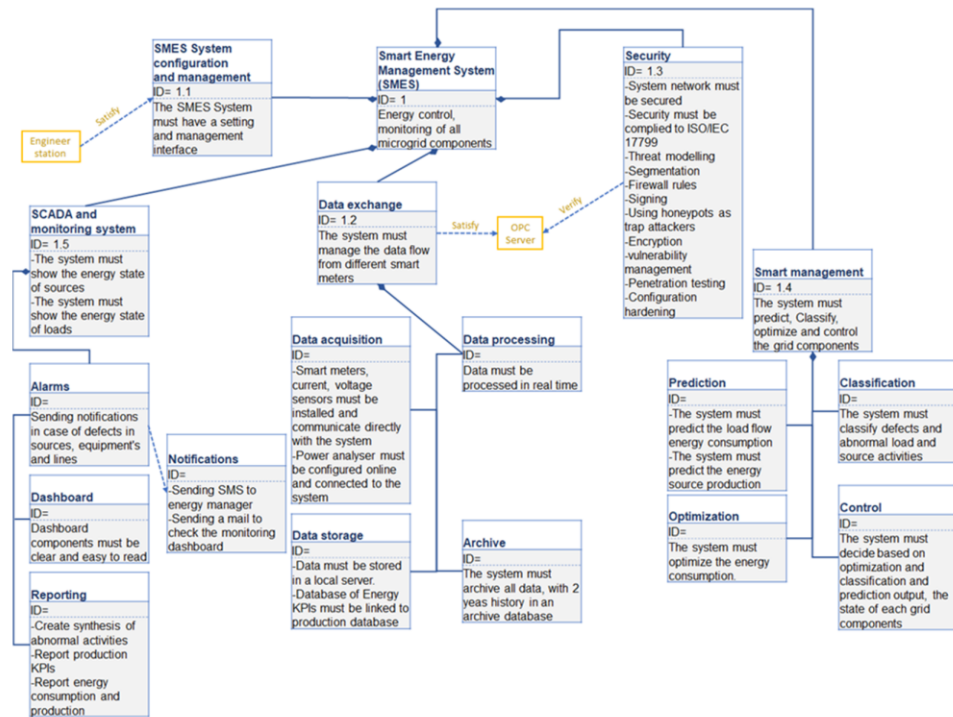 SMES System
configuration
and management
ID= 1.1
The SMES System
must have a setting
and management
interface
Satisfy
Engineer
station
Smart Energy
Management System
(SMES)
ID= 1
Energy control,
monitoring of all
microgrid components
Security
ID= 1.3
-System network must
be secured
-Security must be
complied to ISO/IEC
17799
-Threat modelling
-Segmentation
-Firewall rules
-Signing
-Using honeypots as
trap attackers
-Encryption
-vulnerability
management
-Penetration testing
-Configuration
hardening
SCADA and
monitoring system
ID= 1.5
-The system must
show the energy state
of sources
-The system must
show the energy state
of loads
Data exchange
ID= 1.2
The system must
manage the data flow
from different smart
meters
Satisfy
OPC
Server
Verify
Smart management
ID= 1.4
The system must
predict, Classify,
optimize and control
the grid components
Alarms
ID=
Sending notifications
in case of defects in
sources, equipment's
and lines
Notifications
ID=
-Sending SMS to
energy manager
-Sending a mail to
check the monitoring
dashboard
Dashboard
ID=
Dashboard
components must be
clear and easy to read
Reporting
ID=
-Create synthesis of
abnormal activities
-Report production
KPIs
-Report energy
consumption and
production
Data acquisition
ID=
-Smart meters,
current, voltage
sensors must be
installed and
communicate directly
with the system
-Power analyser must
be configured online
and connected to the
system
Data processing
ID=
Data must be
processed in real time
Data storage
ID=
-Data must be stored
in a local server.
-Database of Energy
KPIs must be linked to
production database
Archive
ID=
The system must
archive all data, with 2
yeas history in an
archive database
Prediction
ID=
-The system must
predict the load flow
energy consumption
-The system must
predict the energy
source production
Classification
ID=
The system must
classify defects and
abnormal load and
source activities
Optimization
ID=
The system must
optimize the energy
consumption.
Control
ID=
The system must
decide based on
optimization and
classification and
prediction output, the
state of each grid
components